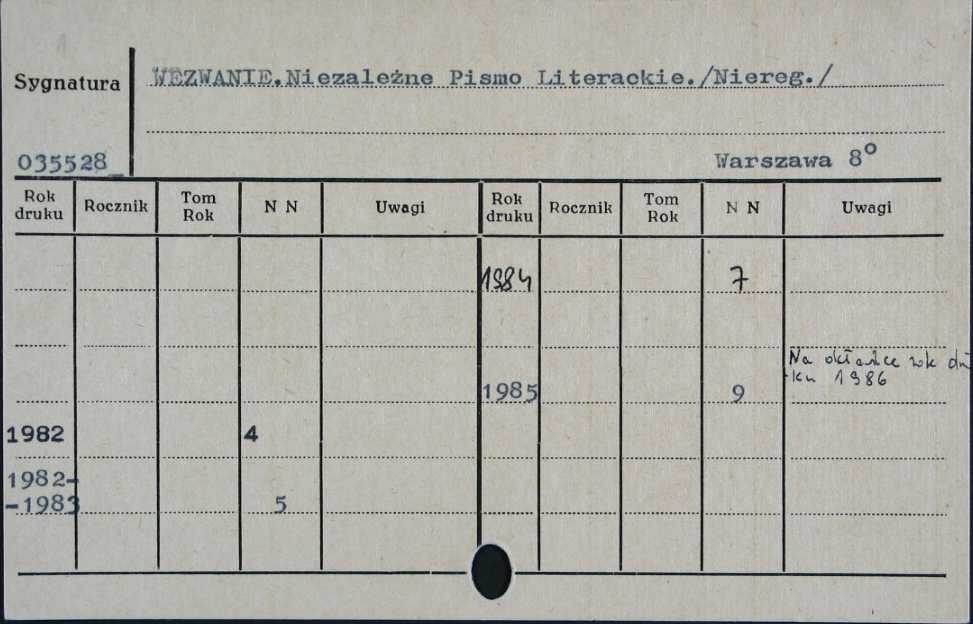 Sygnatura WEZWANIE.Niezależne Pismo Literackie./Niereg./
035528 Warszawa 8º
Rok druku Rocznik Tom Rok N N Uwagi Rok druku Rocznik Tom Rok N N Uwagi
1984 7
Na okładce rok dru
1985 9 -ku 1986
1982 4
1982-
-1983 5